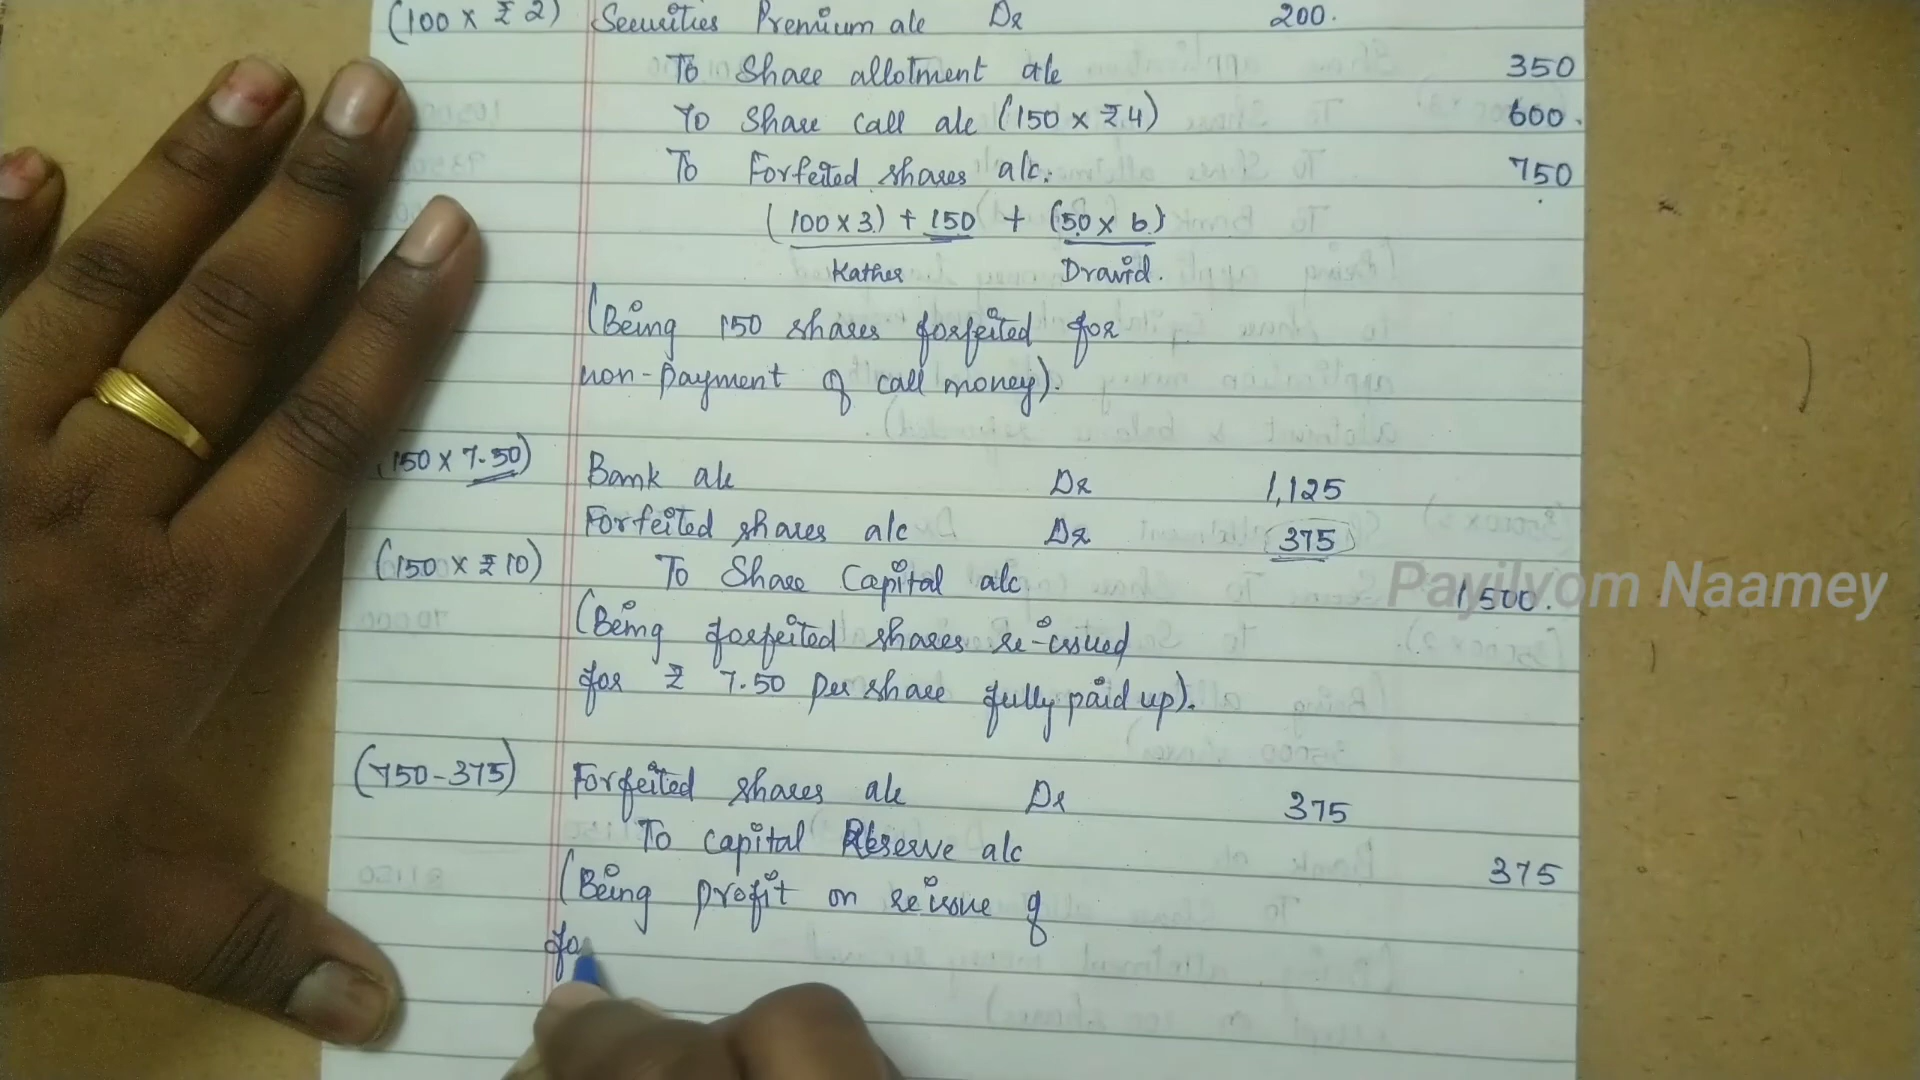 (100 x ₹ 2) Securities Premium a/c Dr 200.
To Share allotment a/c 350
To Share call a/c (150 x ₹4) 600.
To Forfeited shares a/c. 750
(100 x 3) + 150 + (50 x 6)
Kather Dravid.
(Being 150 shares forfeited for
non-payment of call money).
(150 x 7.50) Bank a/c Dr 1,125
Forfeited shares a/c Dr 375
(150 x ₹ 10) To Share Capital a/c 1,500.
Payilvom Naamey
(Being forfeited shares re-issued
for ₹ 7.50 per share fully paid up).
(750-375) Forfeited shares a/c Dr 375
To capital Reserve a/c 375
(Being profit on reissue of
fo